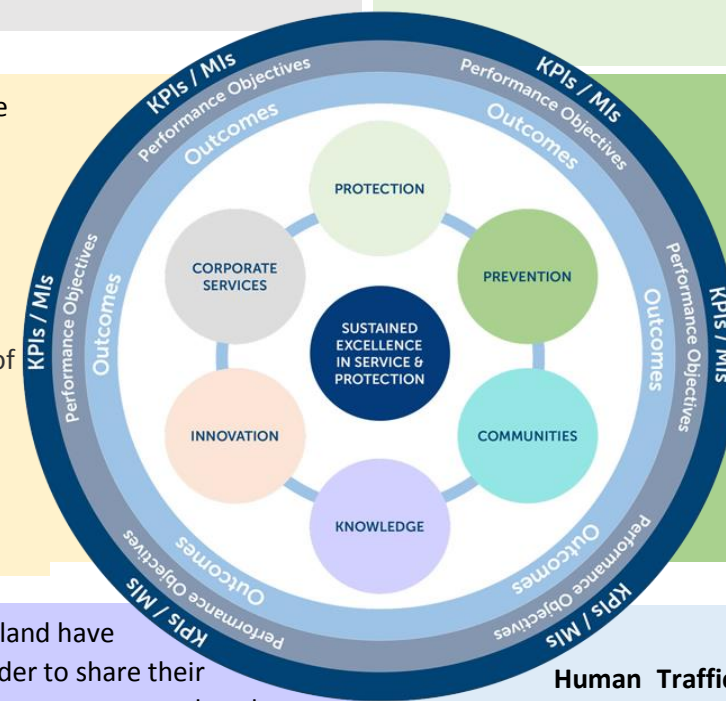 KPIs / MIs
KPIs / MIs
Performance Objectives
Performance Objectives
Outcomes
Outcomes
e
PROTECTION
CORPORATE
SERVICES
PREVENTION
KPIs / MIs
Performance Objectives
Outcomes
SUSTAINED
EXCELLENCE
IN SERVICE &
PROTECTION
Outcomes
Performance Objectives
KPIs / MIs
of
INNOVATION
COMMUNITIES
KNOWLEDGE
Outcomes
Outcomes
Performance Objectives
Performance Objectives
KPIs / MIs
KPIs / MIs
land have
der to share their
Human